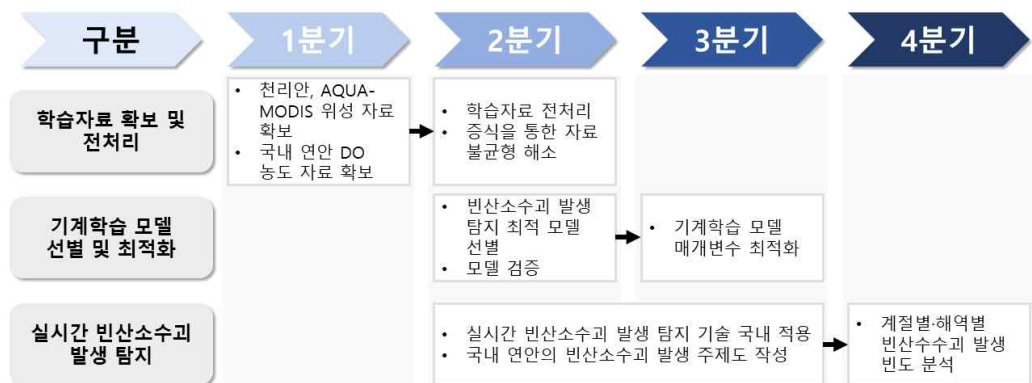 구분
1분기
2분기
3분기
4분기
학습자료 확보 및
전처리
• 천리안, AQUA-
MODIS 위성 자료
확보
• 국내 연안 DO
농도 자료 확보
• 학습자료 전처리
• 증식을 통한 자료
불균형 해소
기계학습 모델
선별 및 최적화
• 빈산소수괴 발생
탐지 최적 모델
선별
• 모델 검증
• 기계학습 모델
매개변수 최적화
실시간 빈산소수괴
발생 탐지
• 실시간 빈산소수괴 발생 탐지 기술 국내 적용
• 국내 연안의 빈산소수괴 발생 주제도 작성
• 계절별·해역별
빈산수수괴 발생
빈도 분석